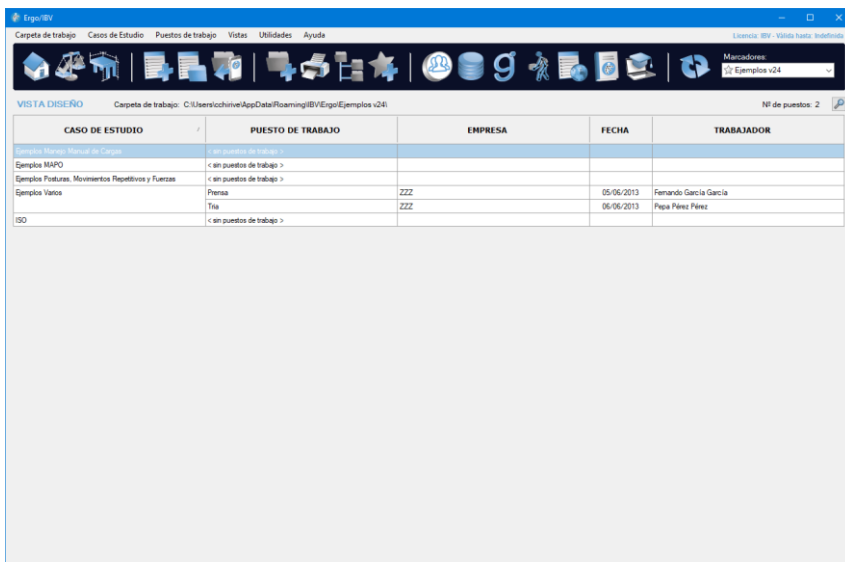 Ergo/IBV
Carpeta de trabajo Casos de Estudio Puestos de trabajo Vistas Utilidades Ayuda
Licencia: IBV - Válida hasta: Indefinida
Marcadores:
Ejemplos v24
VISTA DISEÑO Carpeta de trabajo: C:\Users\cchirive\AppData\Roaming\IBV\Ergo\Ejemplos v24\ Nº de puestos: 2
CASO DE ESTUDIO PUESTO DE TRABAJO EMPRESA FECHA TRABAJADOR
Ejemplos Manejo Manual de Cargas < sin puestos de trabajo >
Ejemplos MAPO < sin puestos de trabajo >
Ejemplos Posturas, Movimientos Repetitivos y Fuerzas < sin puestos de trabajo >
Ejemplos Varios Prensa ZZZ 05/06/2013 Fernando García García
Tria ZZZ 06/06/2013 Pepa Pérez Pérez
ISO < sin puestos de trabajo >